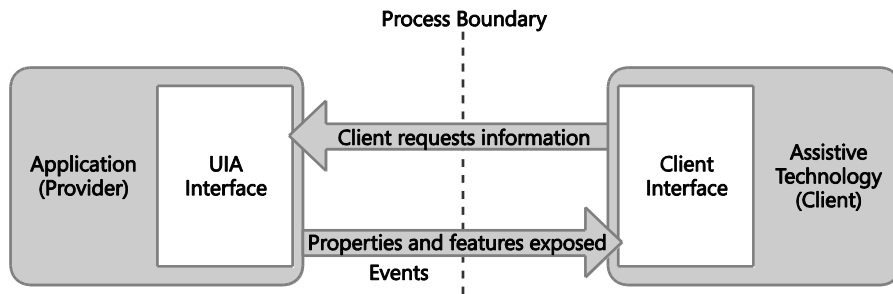 Process Boundary
Application
(Provider)
UIA
Interface
Client requests information
Client
Interface
Assistive
Technology
(Client)
Properties and features exposed
Events